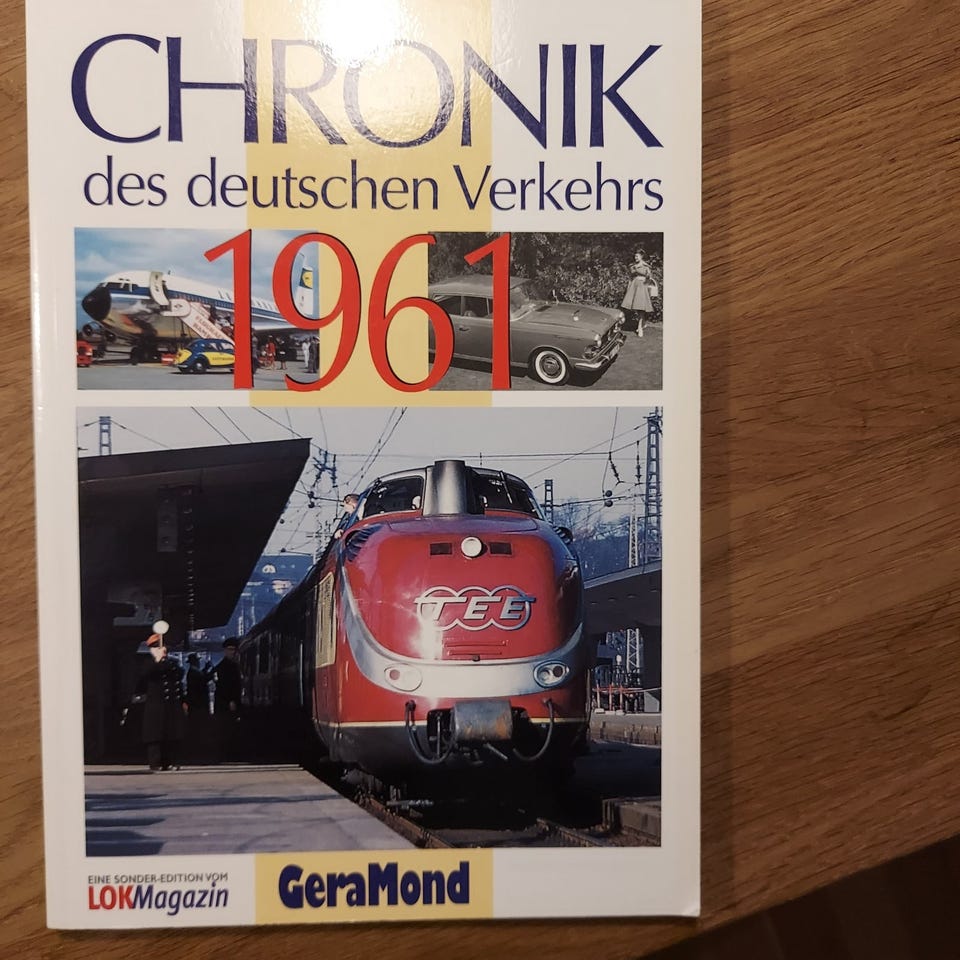 CHRONIK
des deutschen Verkehrs
1961
TEE
EINE SONDER-EDITION VOM
LOKMagazin
GeraMond